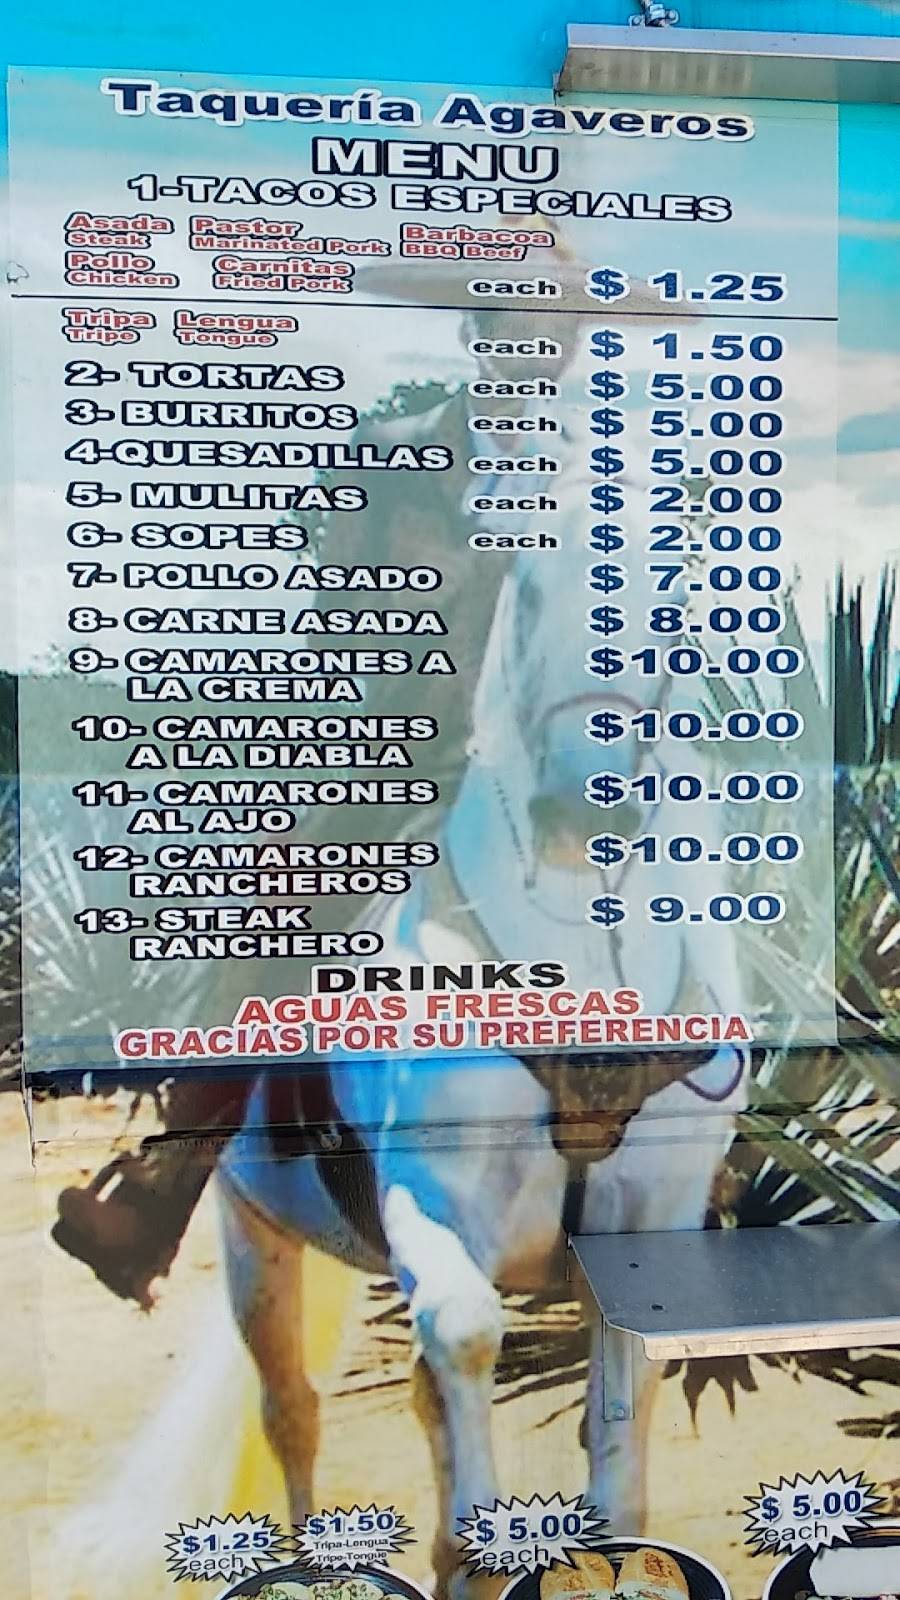 Taquería Agaveros
MENU
1-TACOS ESPECIALES
Asada Pastor Barbacoa
Steak Marinated Pork BBQ Beef
Pollo Carnitas
Chicken Fried Pork each $ 1.25
Tripa Lengua
Tripe Tongue each $ 1.50
2- TORTAS each $ 5.00
3- BURRITOS each $ 5.00
4-QUESADILLAS each $ 5.00
5- MULITAS each $ 2.00
6- SOPES each $ 2.00
7- POLLO ASADO $ 7.00
8- CARNE ASADA $ 8.00
9- CAMARONES A $10.00
LA CREMA
10- CAMARONES $10.00
A LA DIABLA
11- CAMARONES $10.00
AL AJO
12- CAMARONES $10.00
RANCHEROS
13- STEAK $ 9.00
RANCHERO
DRINKS
AGUAS FRESCAS
GRACIAS POR SU PREFERENCIA
$1.25
each
$1.50
Tripa-Lengua
Tripe-Tongue
$ 5.00
each
$ 5.00
each